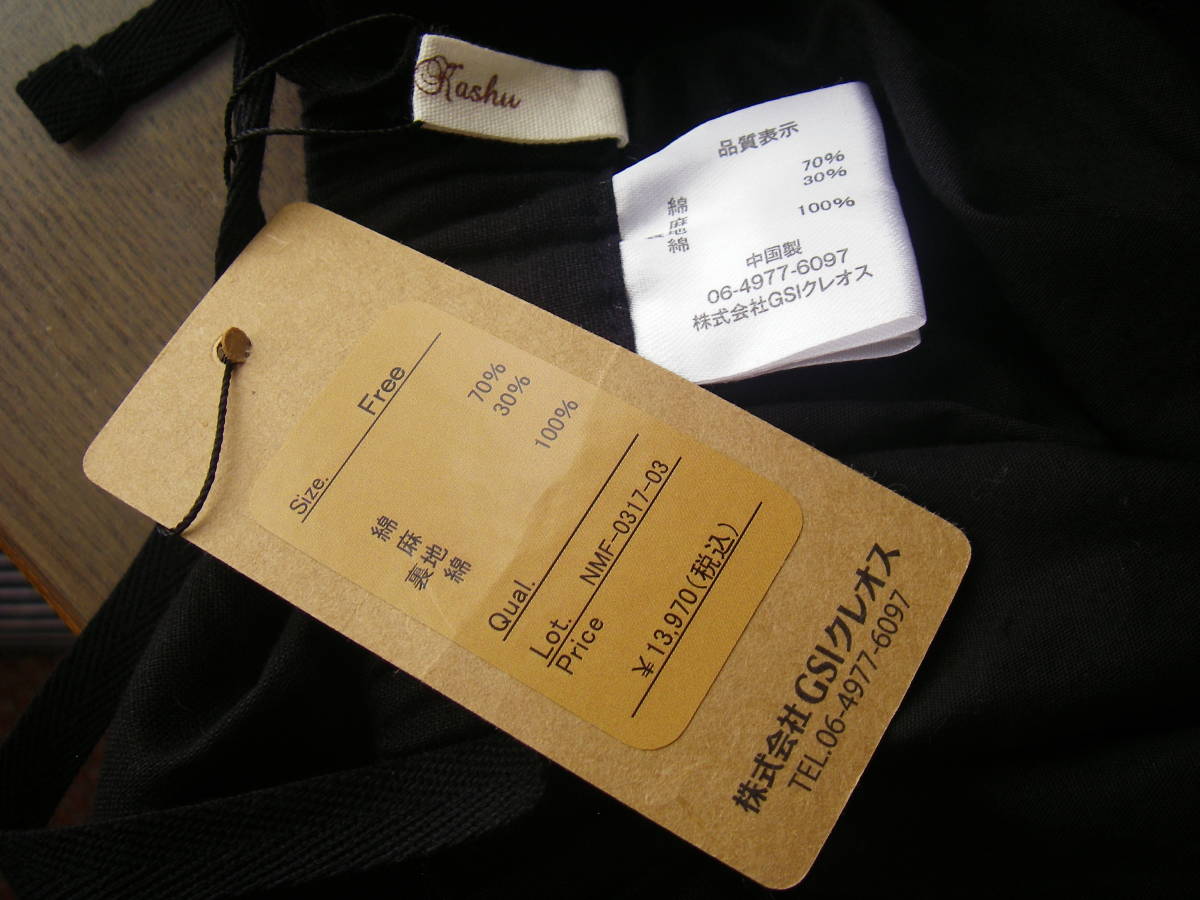 Kashu
品質表示
綿 70%
麻 30%
綿 100%
中国製
06-4977-6097
株式会社GSIクレオス
Size. Free
綿 70%
麻 30%
裏地
綿 100%
Qual.
Lot. NMF-0317-03
Price
¥13,970(税込)
株式会社GSIクレオス
TEL.06-4977-6097